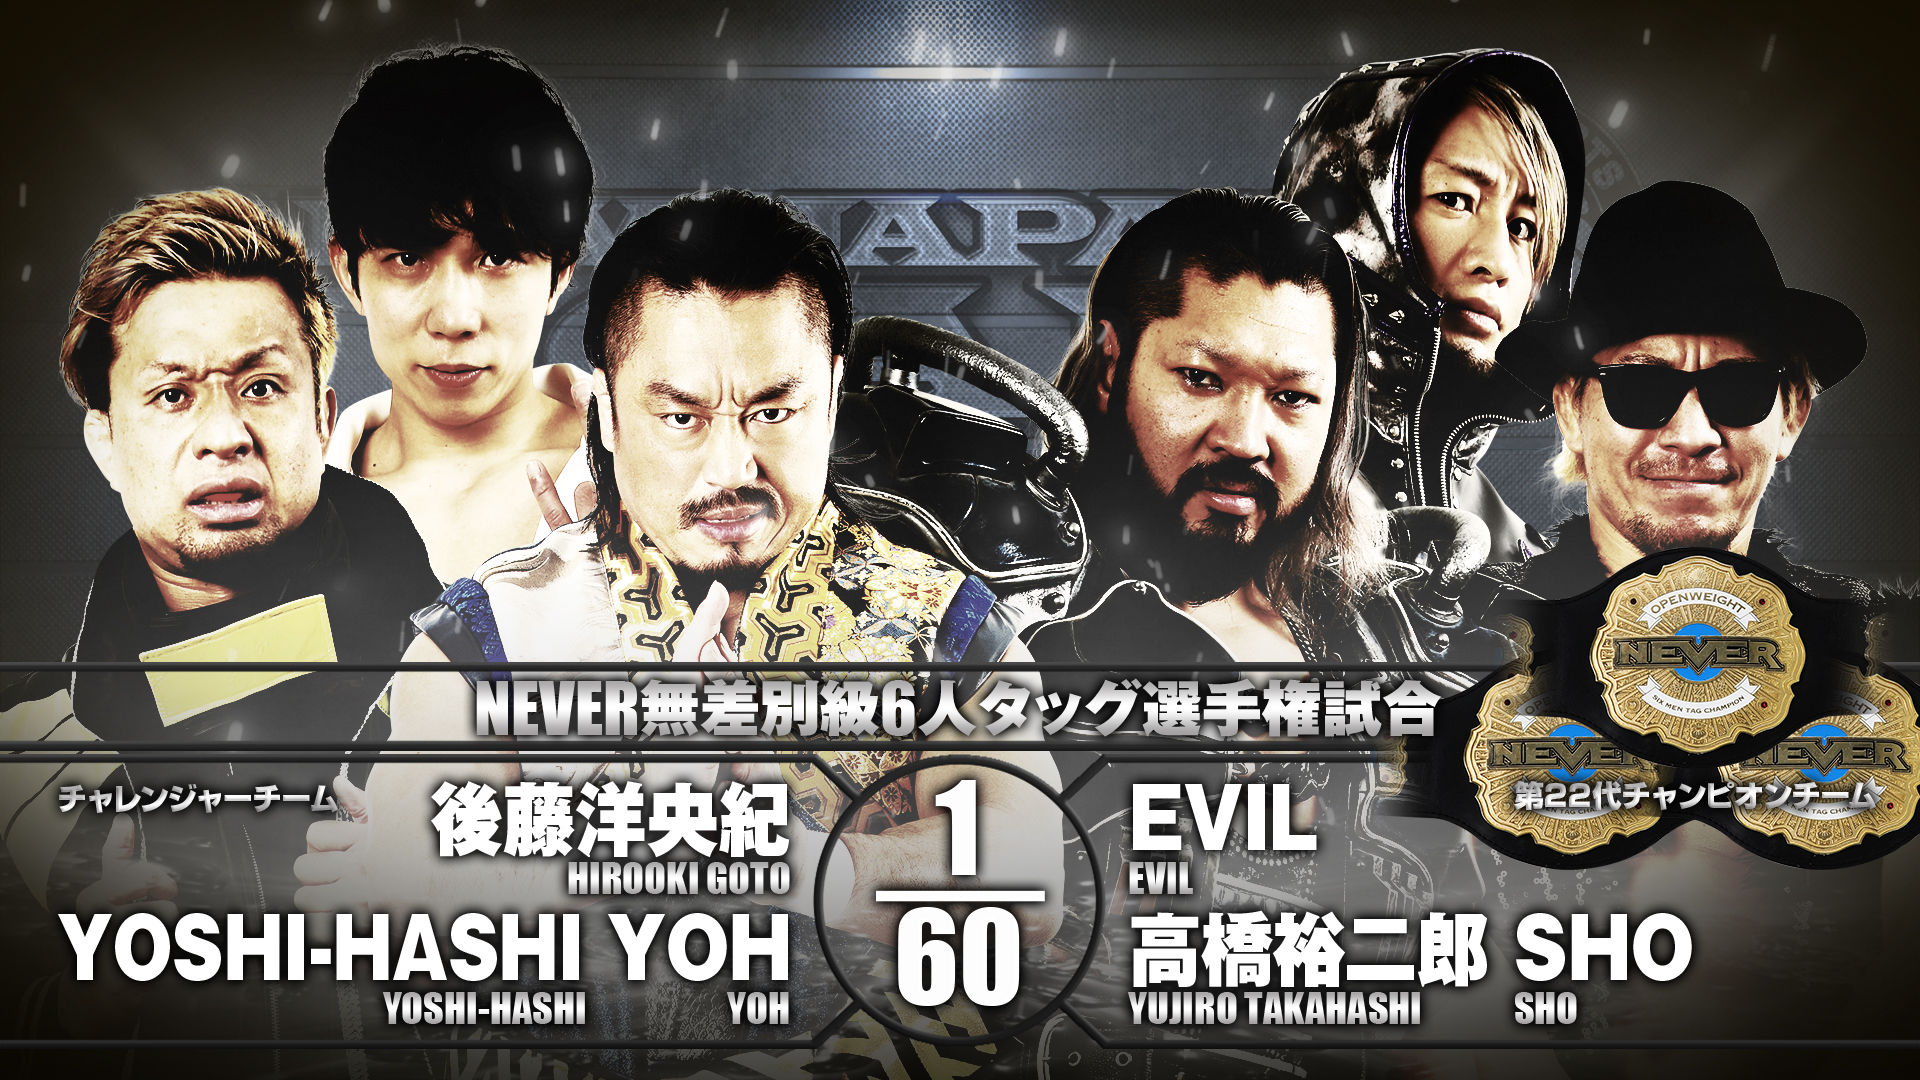 JAPA
NEVER無差別級6人タッグ選手権試合
チャレンジャーチーム
後藤洋央紀
HIROOKI GOTO
YOSHI-HASHI YOH
YOSHI-HASHI YOH
1
60
EVIL
EVIL
高橋裕二郎 SHO
YUJIRO TAKAHASHI SHO
OPENWEIGHT
NEVER
SIX MEN TAG CHAMPION
NEVER
NEVER
第22代チャンピオンチーム